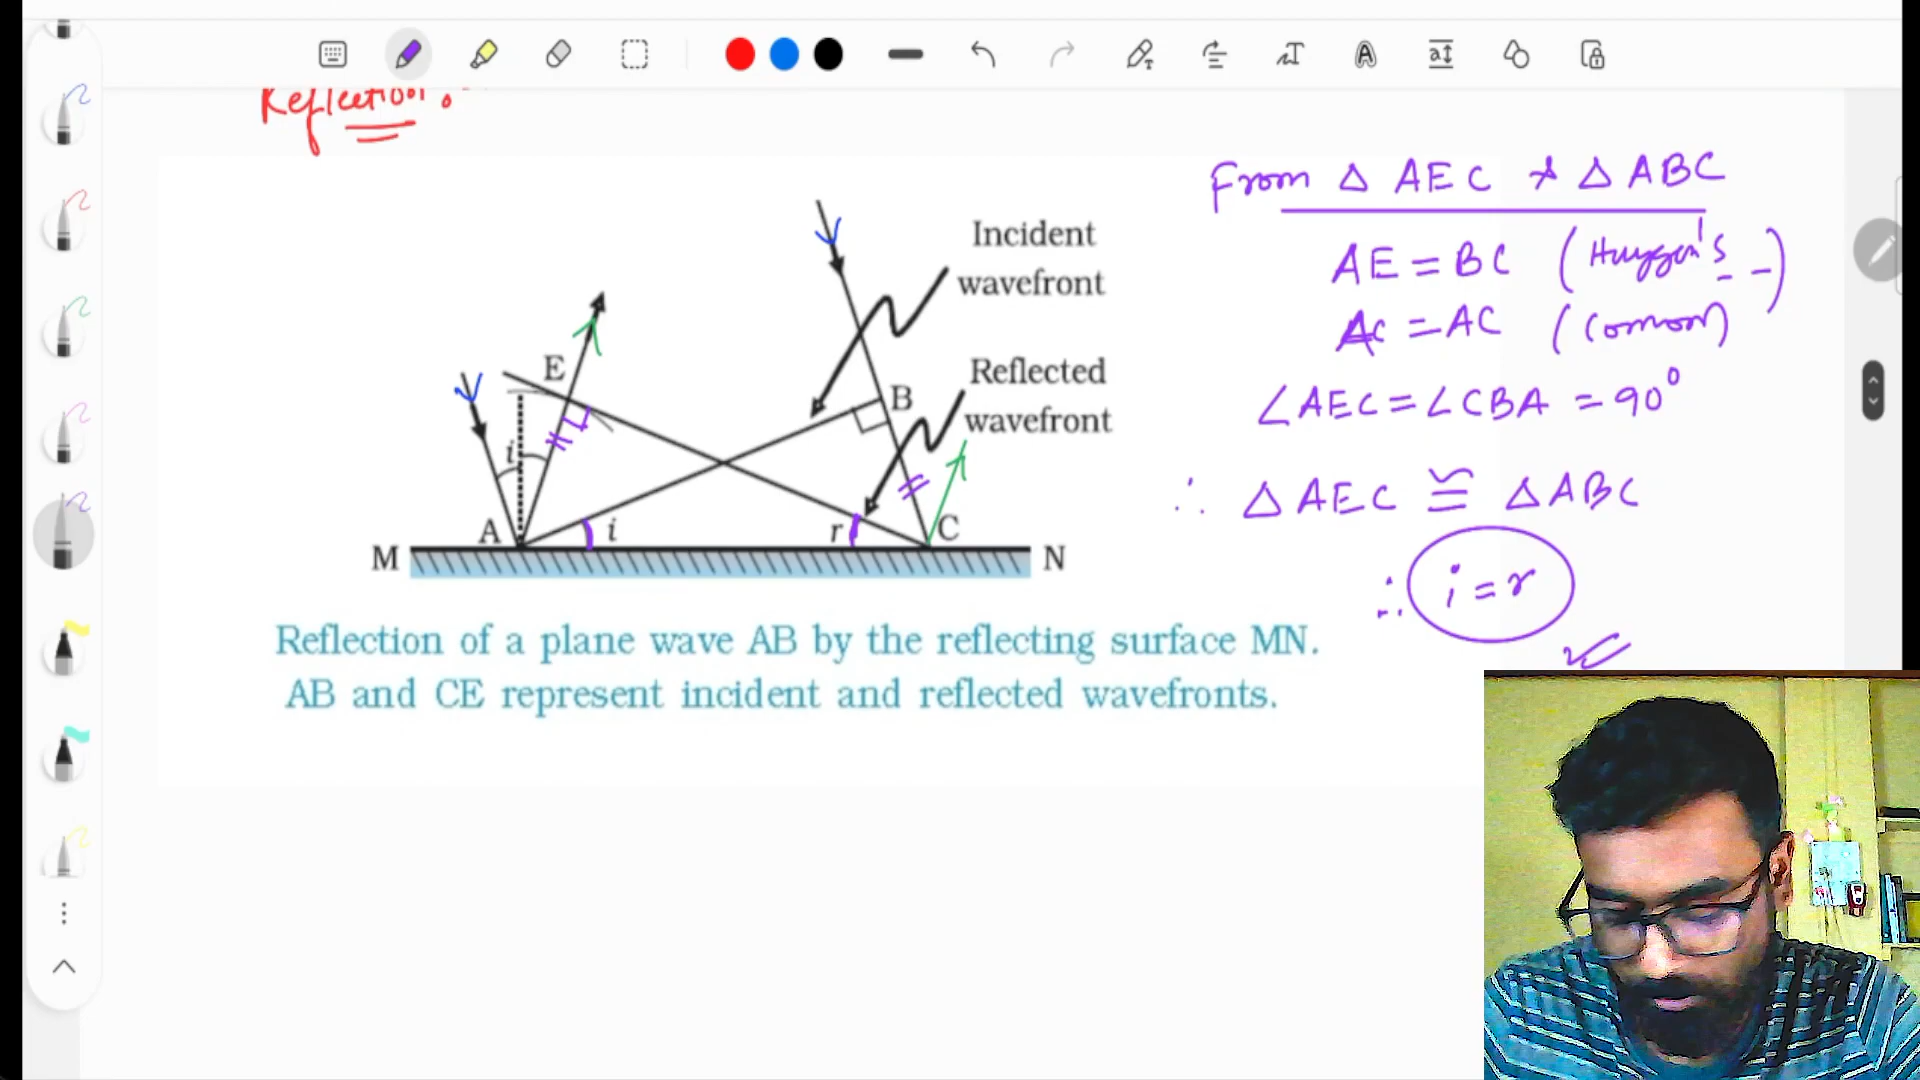 Reflection:
From △ AEC & △ ABC
AE = BC (Huygen's - -)
AC = AC (Common)
∠AEC = ∠CBA = 90°
∴ △ AEC ≅ △ ABC
∴ i = r
Incident
wavefront
Reflected
wavefront
E
B
i
A
i
r
C
M
N
Reflection of a plane wave AB by the reflecting surface MN.
AB and CE represent incident and reflected wavefronts.